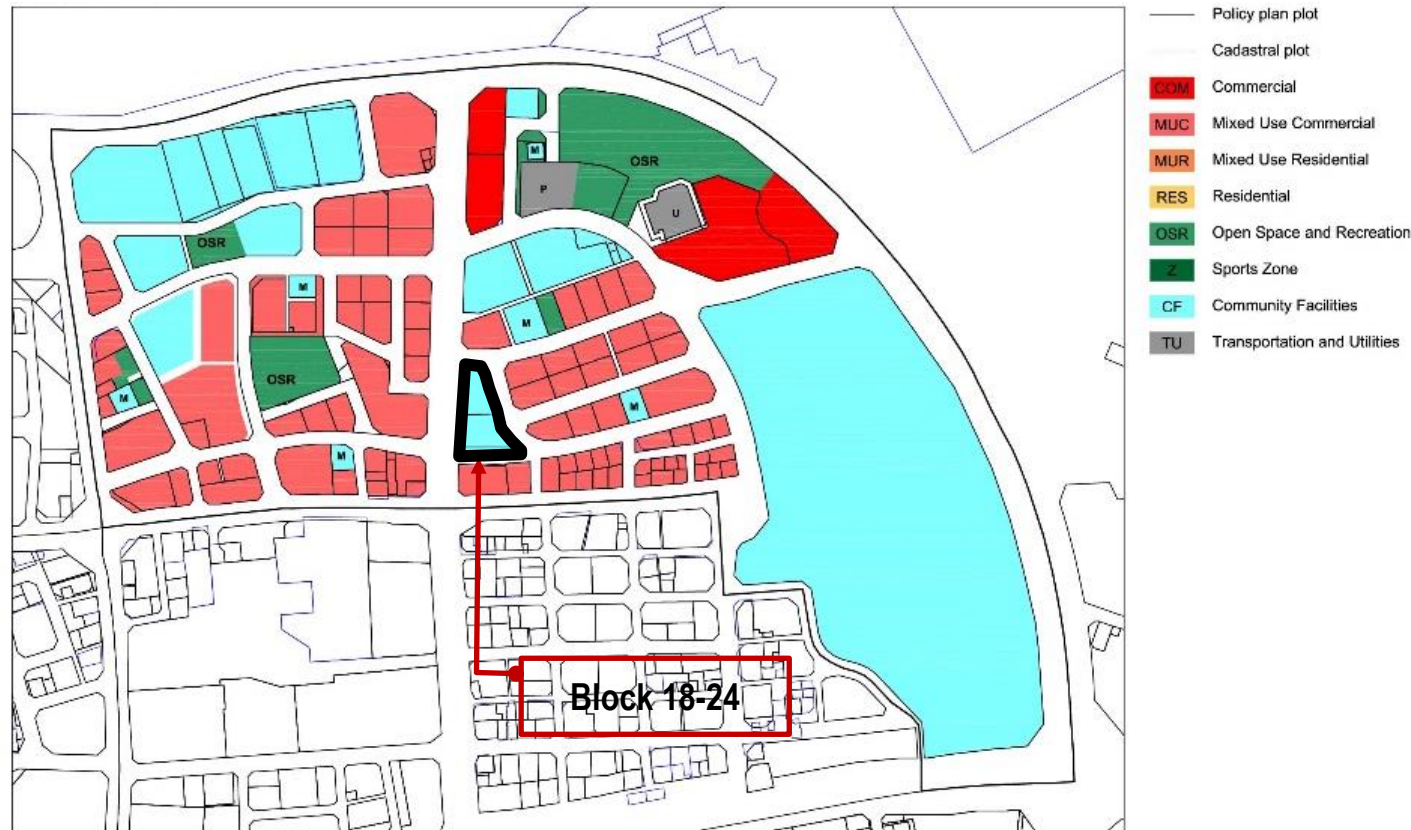 Policy plan plot
Cadastral plot
COM Commercial
MUC Mixed Use Commercial
MUR Mixed Use Residential
RES Residential
OSR Open Space and Recreation
Z Sports Zone
CF Community Facilities
TU Transportation and Utilities
M
OSR
P
U
OSR
M
M
OSR
M
M
M
Block 18-24